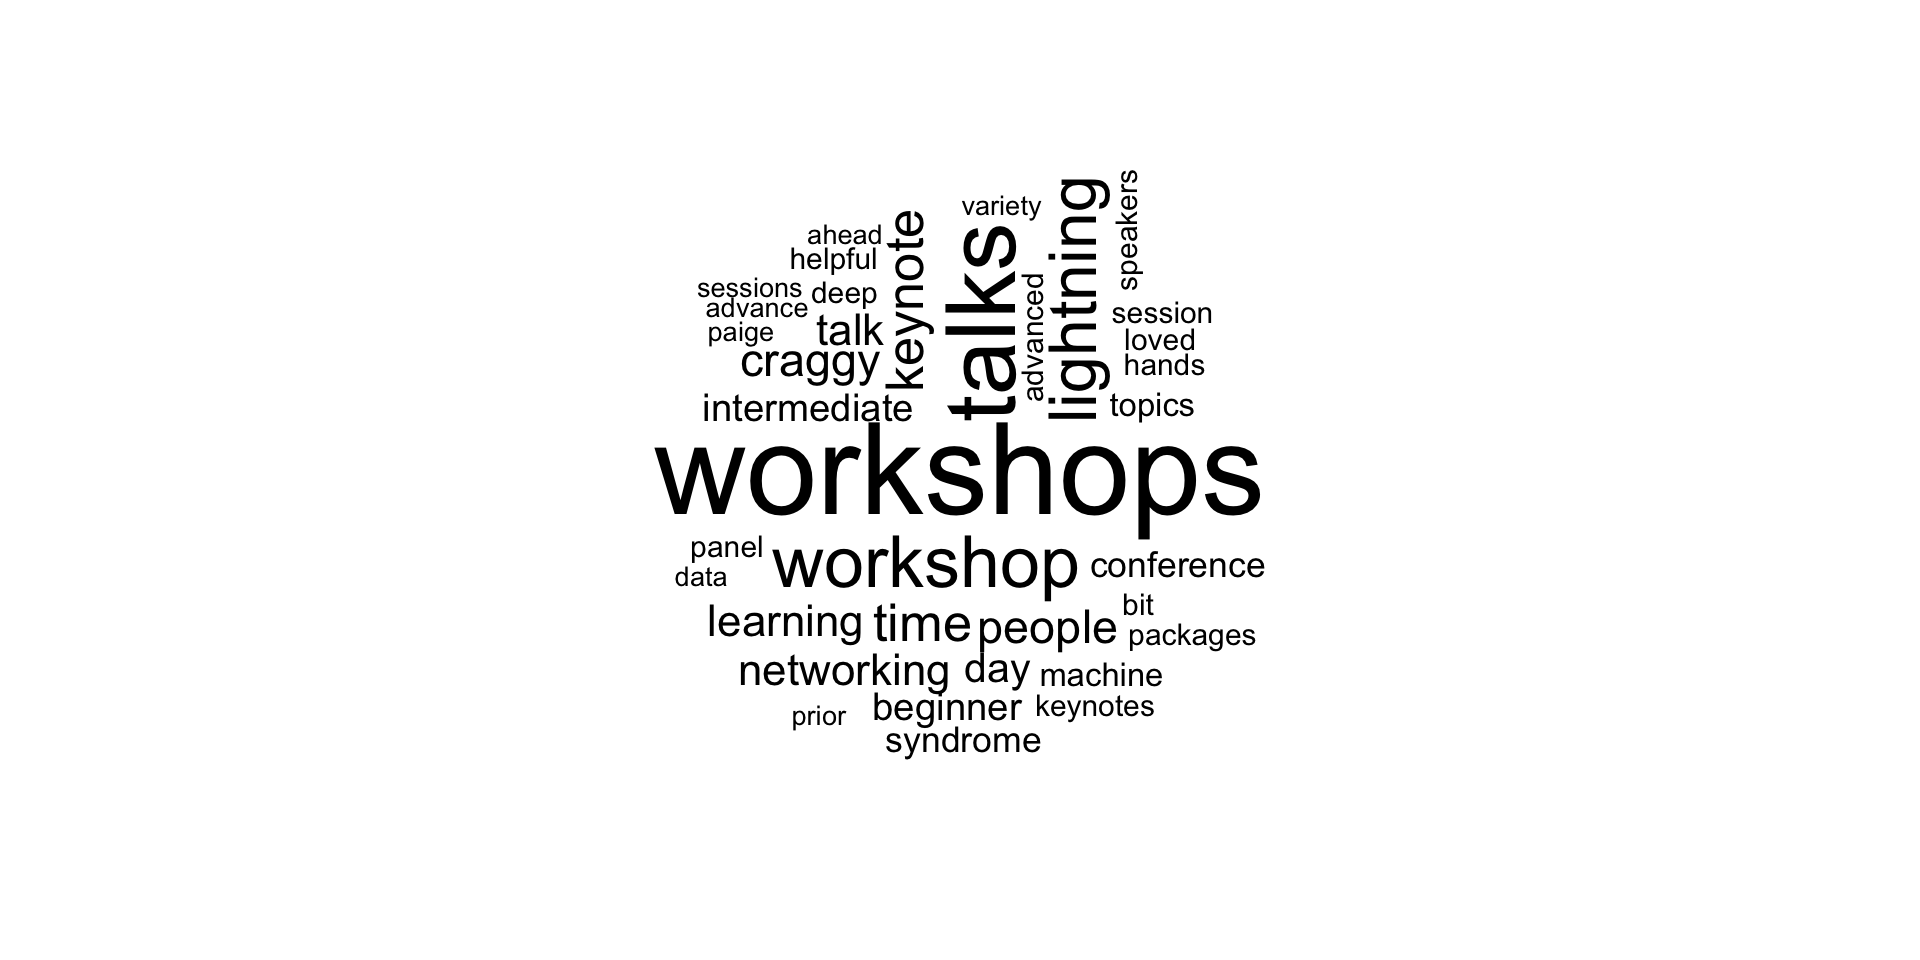 variety
speakers
ahead
keynote
talks
lightning
helpful
sessions
deep
advanced
advance
session
paige
talk
loved
craggy
hands
intermediate
topics
workshops
panel
workshop
conference
data
bit
learning
time
people
packages
networking
day
machine
prior
beginner
keynotes
syndrome